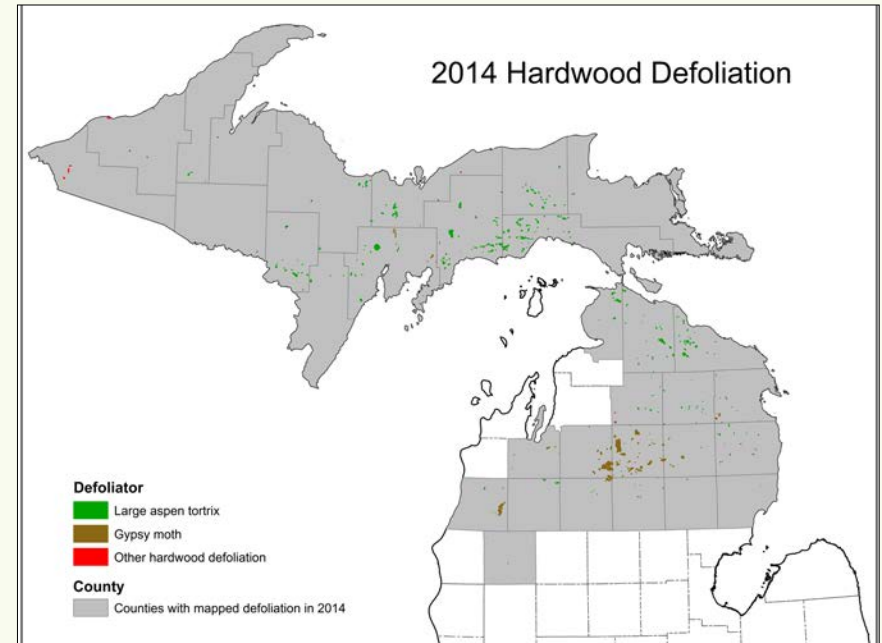 2014 Hardwood Defoliation
Defoliator
Large aspen tortrix
Gypsy moth
Other hardwood defoliation
County
Counties with mapped defoliation in 2014